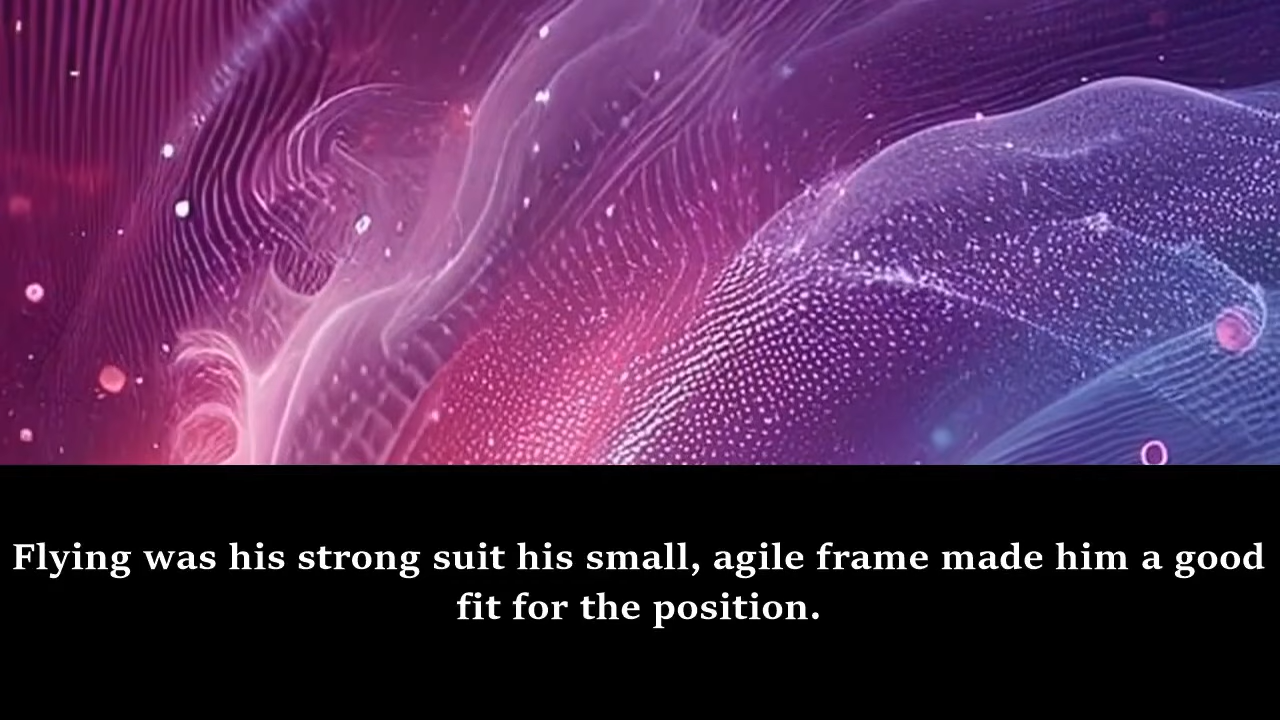 Flying was his strong suit his small, agile frame made him a good
fit for the position.